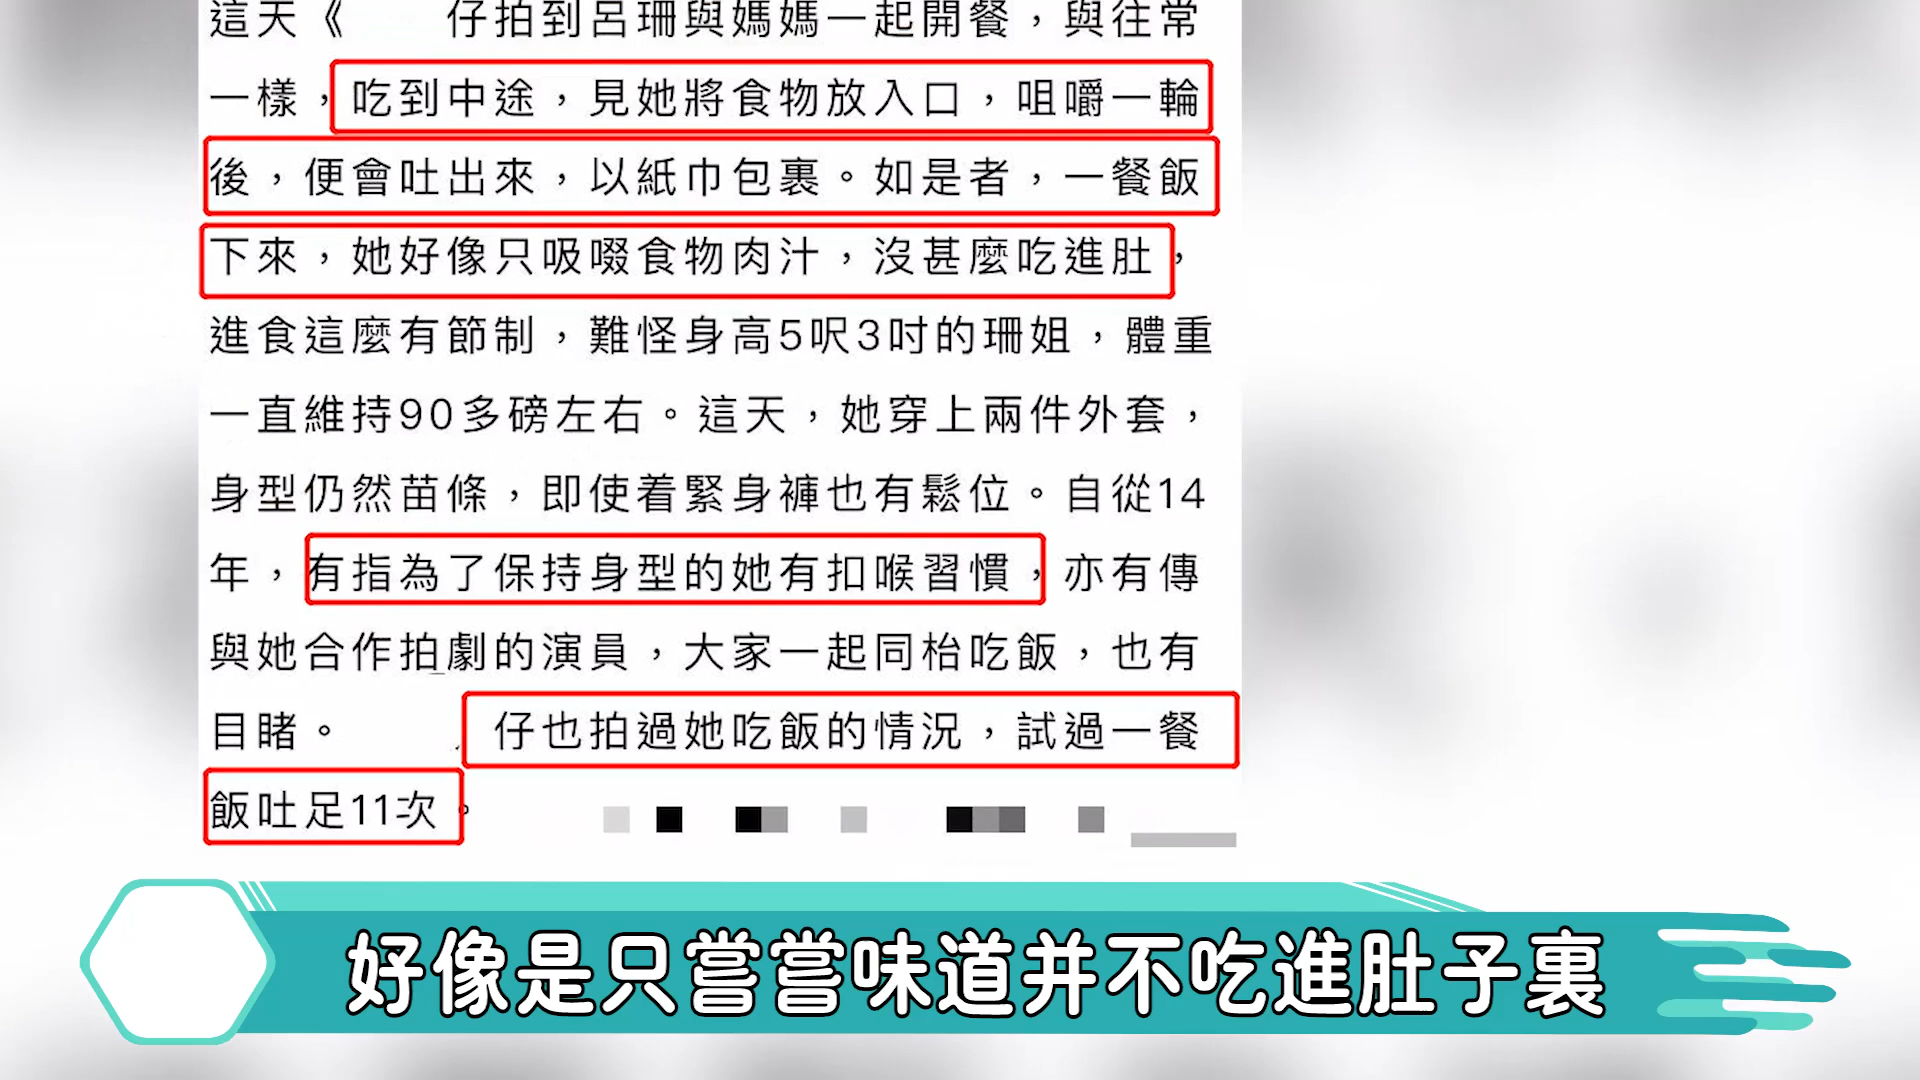 這天《 仔拍到呂珊與媽媽一起開餐，與往常
一樣，吃到中途，見她將食物放入口，咀嚼一輪
後，便會吐出來，以紙巾包裹。如是者，一餐飯
下來，她好像只吸啜食物肉汁，沒甚麼吃進肚，
進食這麼有節制，難怪身高5呎3吋的珊姐，體重
一直維持90多磅左右。這天，她穿上兩件外套，
身型仍然苗條，即使着緊身褲也有鬆位。自從14
年，有指為了保持身型的她有扣喉習慣，亦有傳
與她合作拍劇的演員，大家一起同枱吃飯，也有
目睹。 仔也拍過她吃飯的情況，試過一餐
飯吐足11次。
好像是只嘗嘗味道并不吃進肚子裏